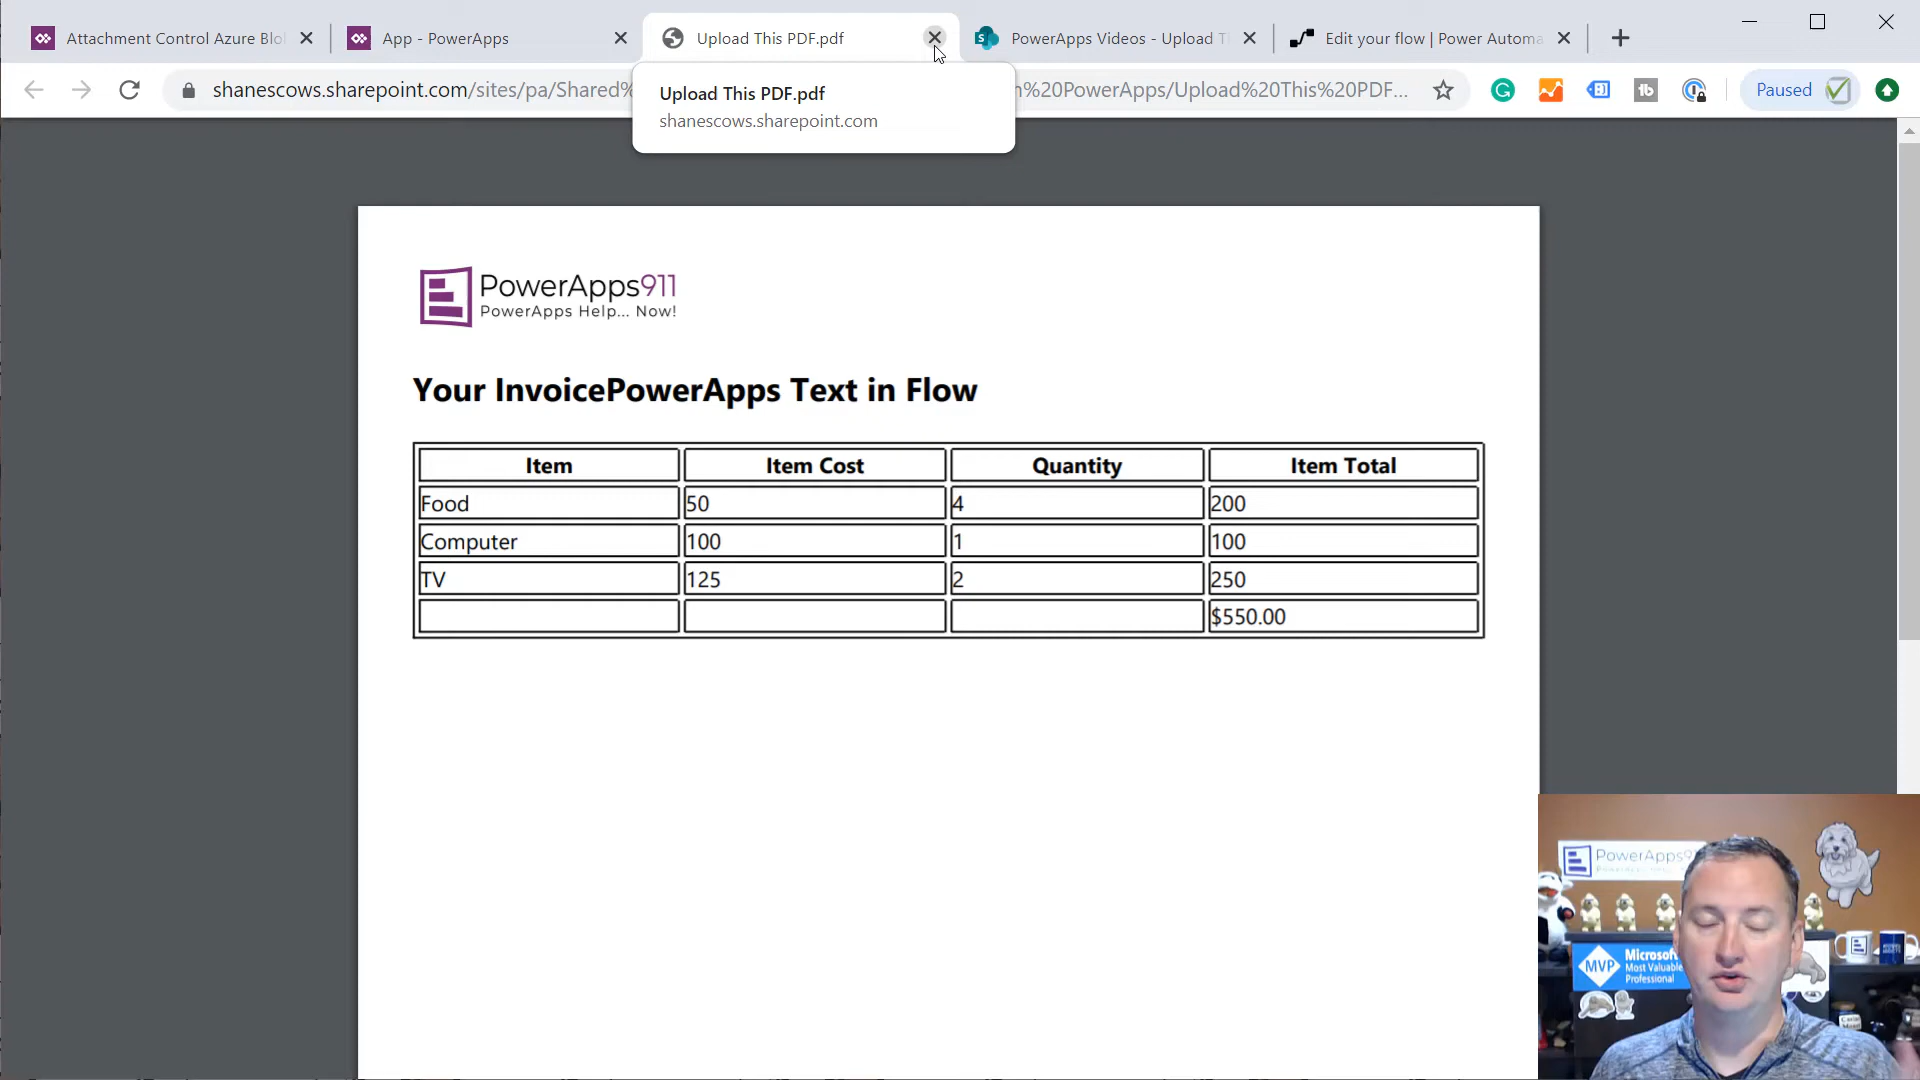 Attachment Control Azure Blo
App - PowerApps
Upload This PDF.pdf
PowerApps Videos - Upload T
Edit your flow | Power Automa
shanescows.sharepoint.com/sites/pa/Shared%
%20PowerApps/Upload%20This%20PDF...
Paused
Upload This PDF.pdf
shanescows.sharepoint.com
PowerApps911
PowerApps Help... Now!
Your InvoicePowerApps Text in Flow
Item Item Cost Quantity Item Total
Food 50 4 200
Computer 100 1 100
TV 125 2 250
$550.00
PowerApps9
MVP
Microsof
Most Valuable
Professional